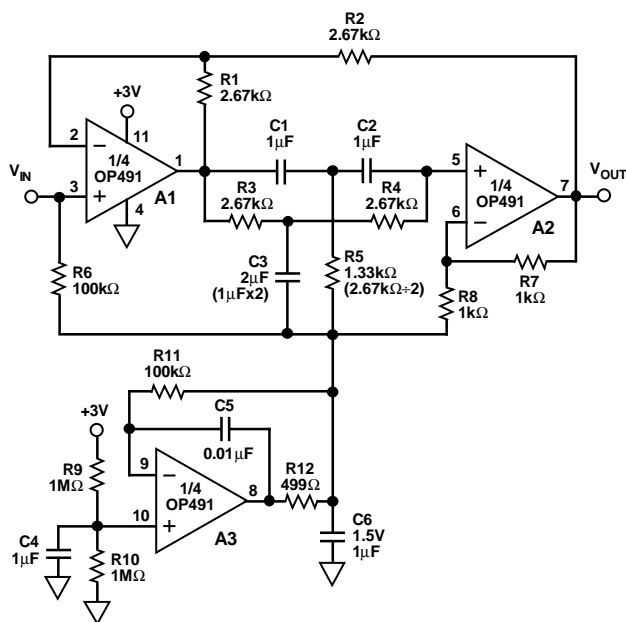 R2
2.67kΩ
R1
2.67kΩ
+3V
C1
1μF
C2
1μF
2
11
1/4
OP491
1
A1
V_IN
3
4
5
1/4
OP491
7
V_OUT
6
A2
R3
2.67kΩ
R4
2.67kΩ
R6
100kΩ
C3
2μF
(1μFx2)
R5
1.33kΩ
(2.67kΩ÷2)
R8
1kΩ
R7
1kΩ
R11
100kΩ
+3V
C5
0.01μF
R9
1MΩ
9
1/4
OP491
8
R12
499Ω
10
A3
C4
1μF
R10
1MΩ
C6
1.5V
1μF